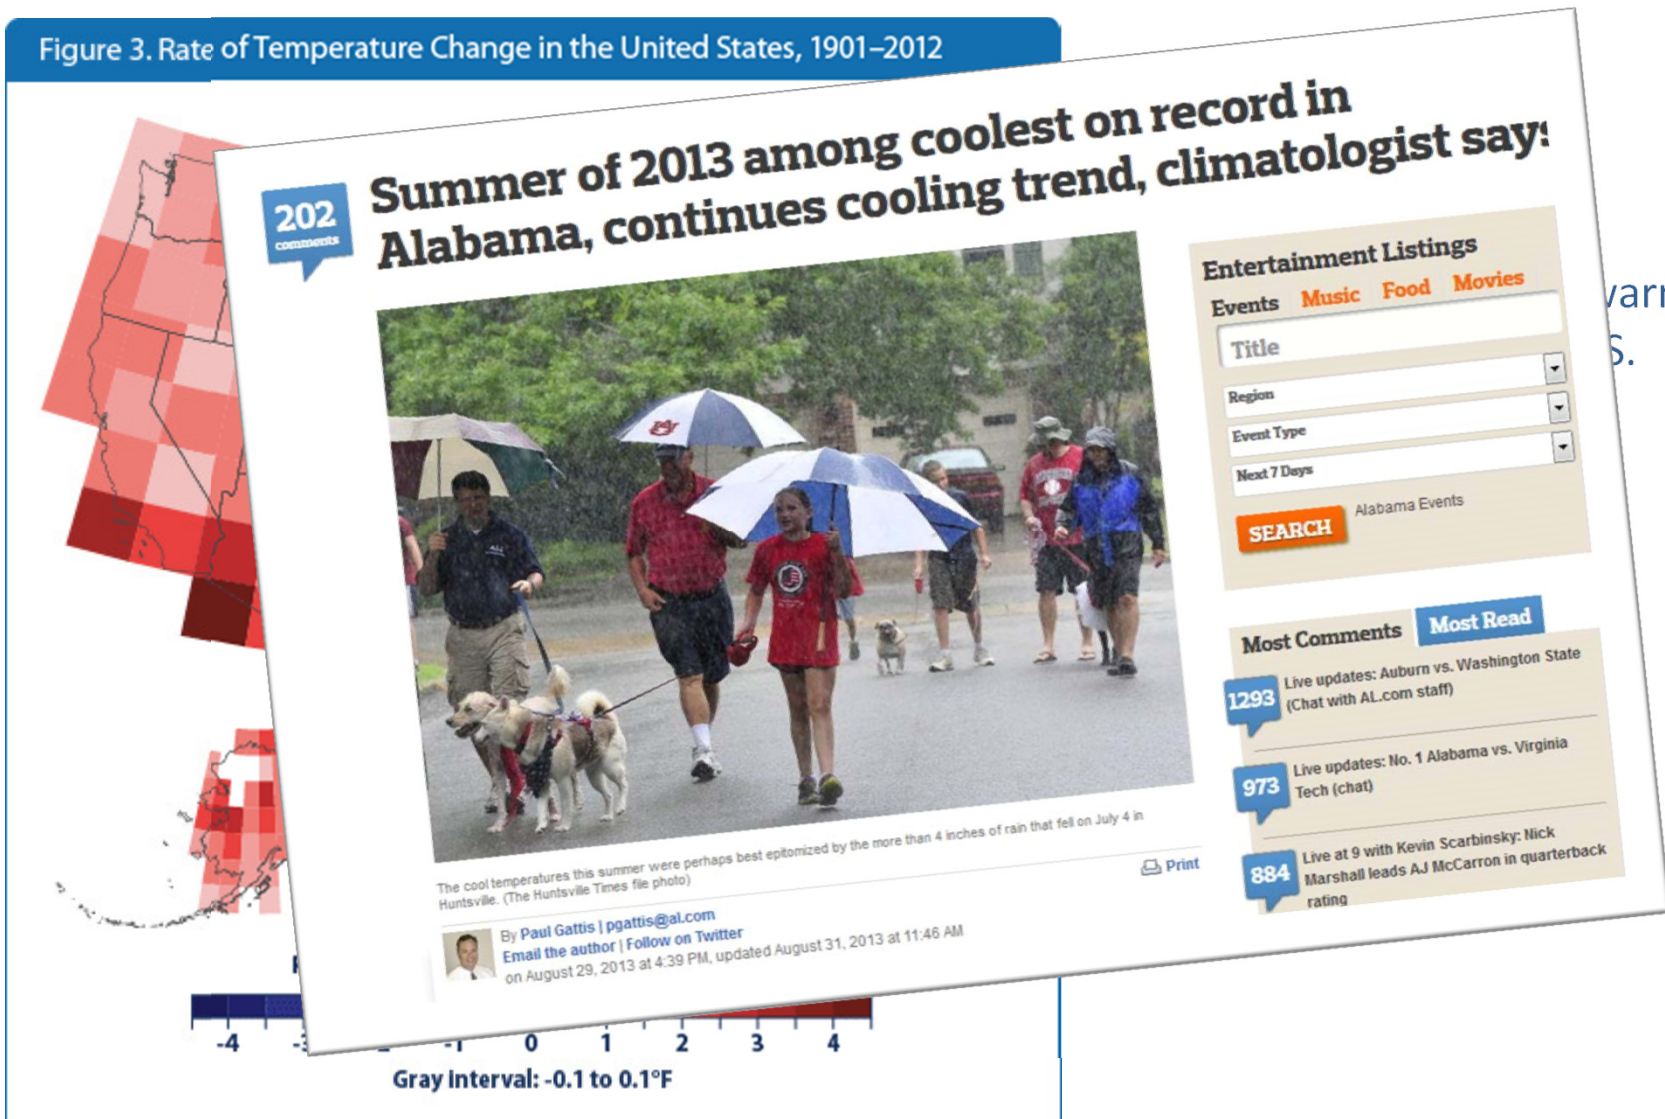 Figure 3. Rate of Temperature Change in the United States, 1901–2012
202
comments
Summer of 2013 among coolest on record in
Alabama, continues cooling trend, climatologist says
The cool temperatures this summer were perhaps best epitomized by the more than 4 inches of rain that fell on July 4 in
Huntsville. (The Huntsville Times file photo)
Print
By Paul Gattis | pgattis@al.com
Email the author | Follow on Twitter
on August 29, 2013 at 4:39 PM, updated August 31, 2013 at 11:46 AM
Entertainment Listings
Events Music Food Movies
Title
Region
Event Type
Next 7 Days
SEARCH Alabama Events
Most Comments Most Read
1293 Live updates: Auburn vs. Washington State
(Chat with AL.com staff)
973 Live updates: No. 1 Alabama vs. Virginia
Tech (chat)
884 Live at 9 with Kevin Scarbinsky: Nick
Marshall leads AJ McCarron in quarterback
rating
S.
-4 -1 0 1 2 3 4
Gray interval: -0.1 to 0.1°F